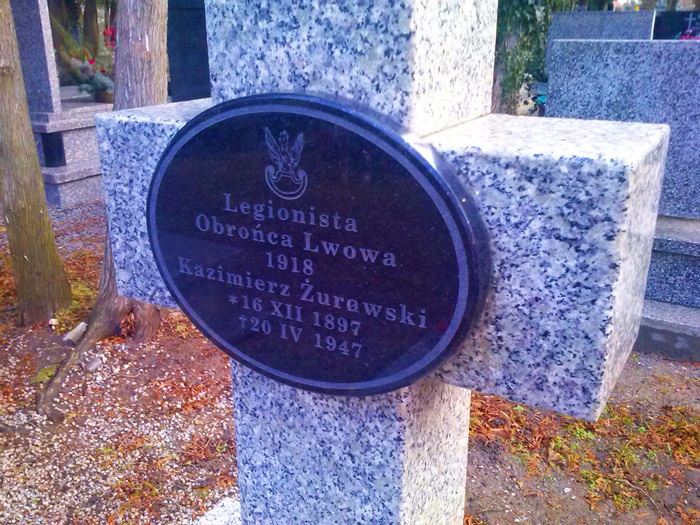 Legionista
Obrońca Lwowa
1918
Kazimierz Żurawski
*16 XII 1897
†20 IV 1947